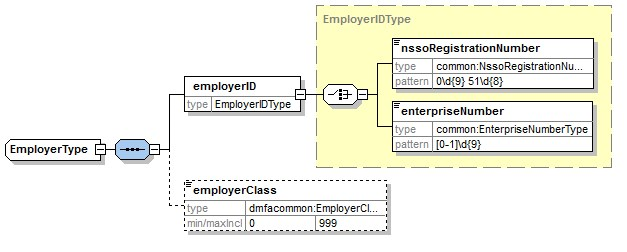 EmployerIDType
nssoRegistrationNumber
type common:NssoRegistrationNu...
pattern 0\d{9} 51\d{8}
employerID
type EmployerIDType
enterpriseNumber
type common:EnterpriseNumberType
pattern [0-1]\d{9}
EmployerType
employerClass
type dmfacommon:EmployerCl...
min/maxIncl 0 999